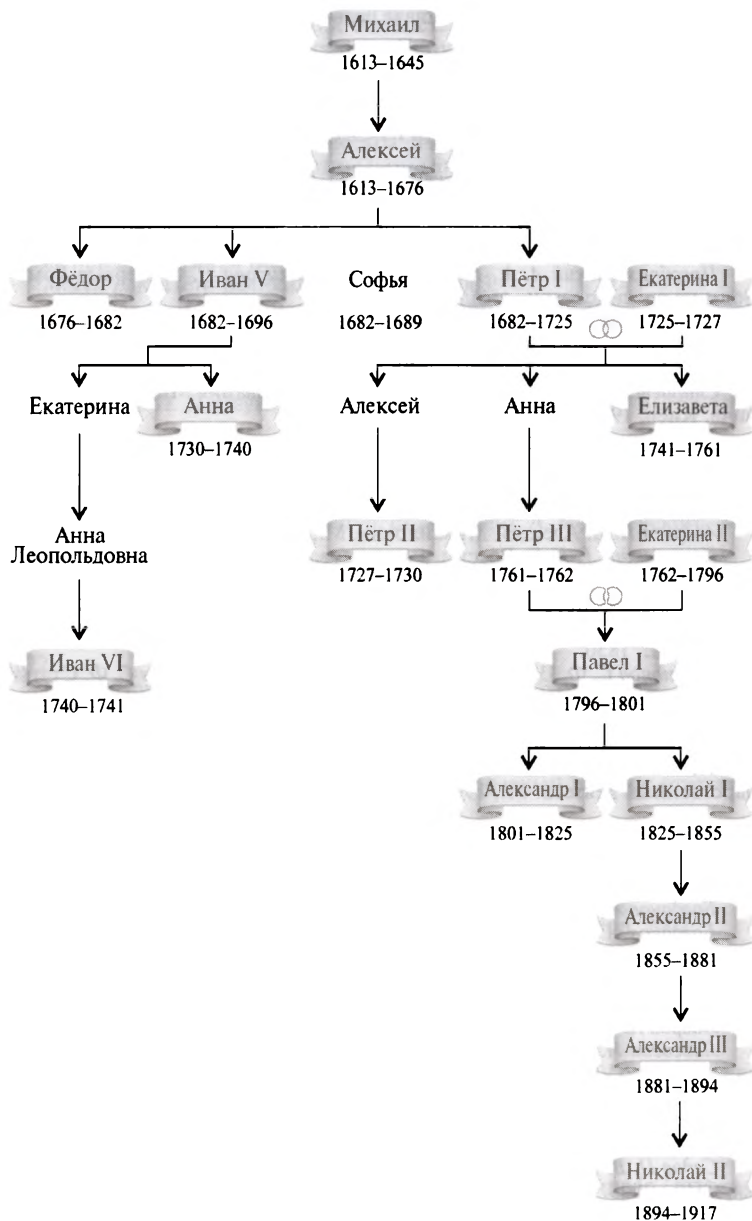 Михаил
1613–1645
Алексей
1613–1676
Фёдор
Иван V
Софья
Пётр I
Екатерина I
1676–1682
1682–1696
1682–1689
1682–1725
1725–1727
Екатерина
Анна
Алексей
Анна
Елизавета
1730–1740
1741–1761
Анна
Леопольдовна
Пётр II
Пётр III
Екатерина II
1727–1730
1761–1762
1762–1796
Иван VI
1740–1741
Павел I
1796–1801
Александр I
Николай I
1801–1825
1825–1855
Александр II
1855–1881
Александр III
1881–1894
Николай II
1894–1917